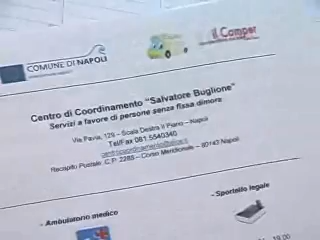 COMUNE DI NAPOLI
il Camper
Centro di Coordinamento "Salvatore Buglione"
Servizi a favore di persone senza fissa dimora
Via Pavia, 129 - Scala Destra II Piano - Napoli
Tel/Fax 081.5540340
Recapito Postale: C.P. 2285 - Corso Meridionale - 80143 Napoli
- Ambulatorio medico
- Sportello legale